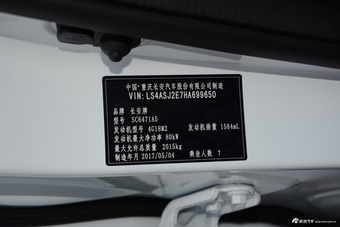 中国·重庆长安汽车股份有限公司制造
VIN: LS4ASJ2E7HA699650
品牌 长安牌
型号 SC6471A5
发动机型号 4G18M2 发动机排量 1584mL
发动机最大净功率 80kW
最大允许总质量 2015kg
制造年月 2017/05/04 乘坐人数 7